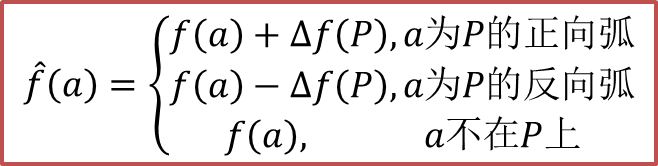 f(a) + Δf(P), a为P的正向弧
f̂(a) = { f(a) − Δf(P), a为P的反向弧
f(a), a不在P上